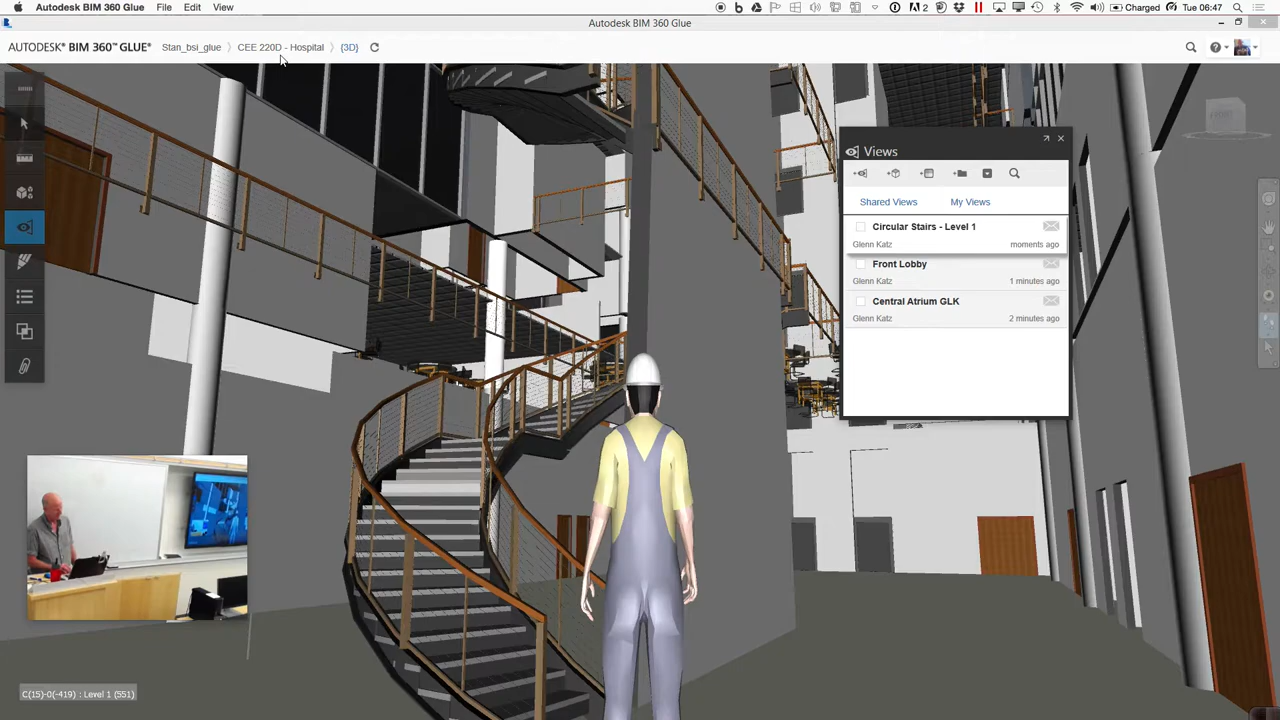 Autodesk BIM 360 Glue File Edit View
2 Charged Tue 06:47
Autodesk BIM 360 Glue
AUTODESK® BIM 360™ GLUE® Stan_bsi_glue CEE 220D - Hospital {3D}
FRONT
Views
Shared Views My Views
Circular Stairs - Level 1
Glenn Katz moments ago
Front Lobby
Glenn Katz 1 minutes ago
Central Atrium GLK
Glenn Katz 2 minutes ago
C(15)-0(-419) : Level 1 (551)